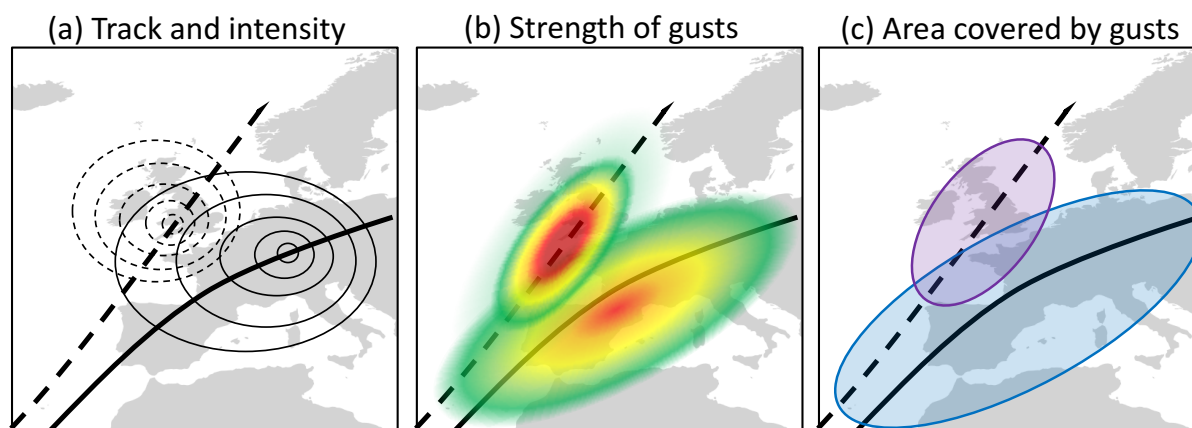 (a) Track and intensity
(b) Strength of gusts
(c) Area covered by gusts